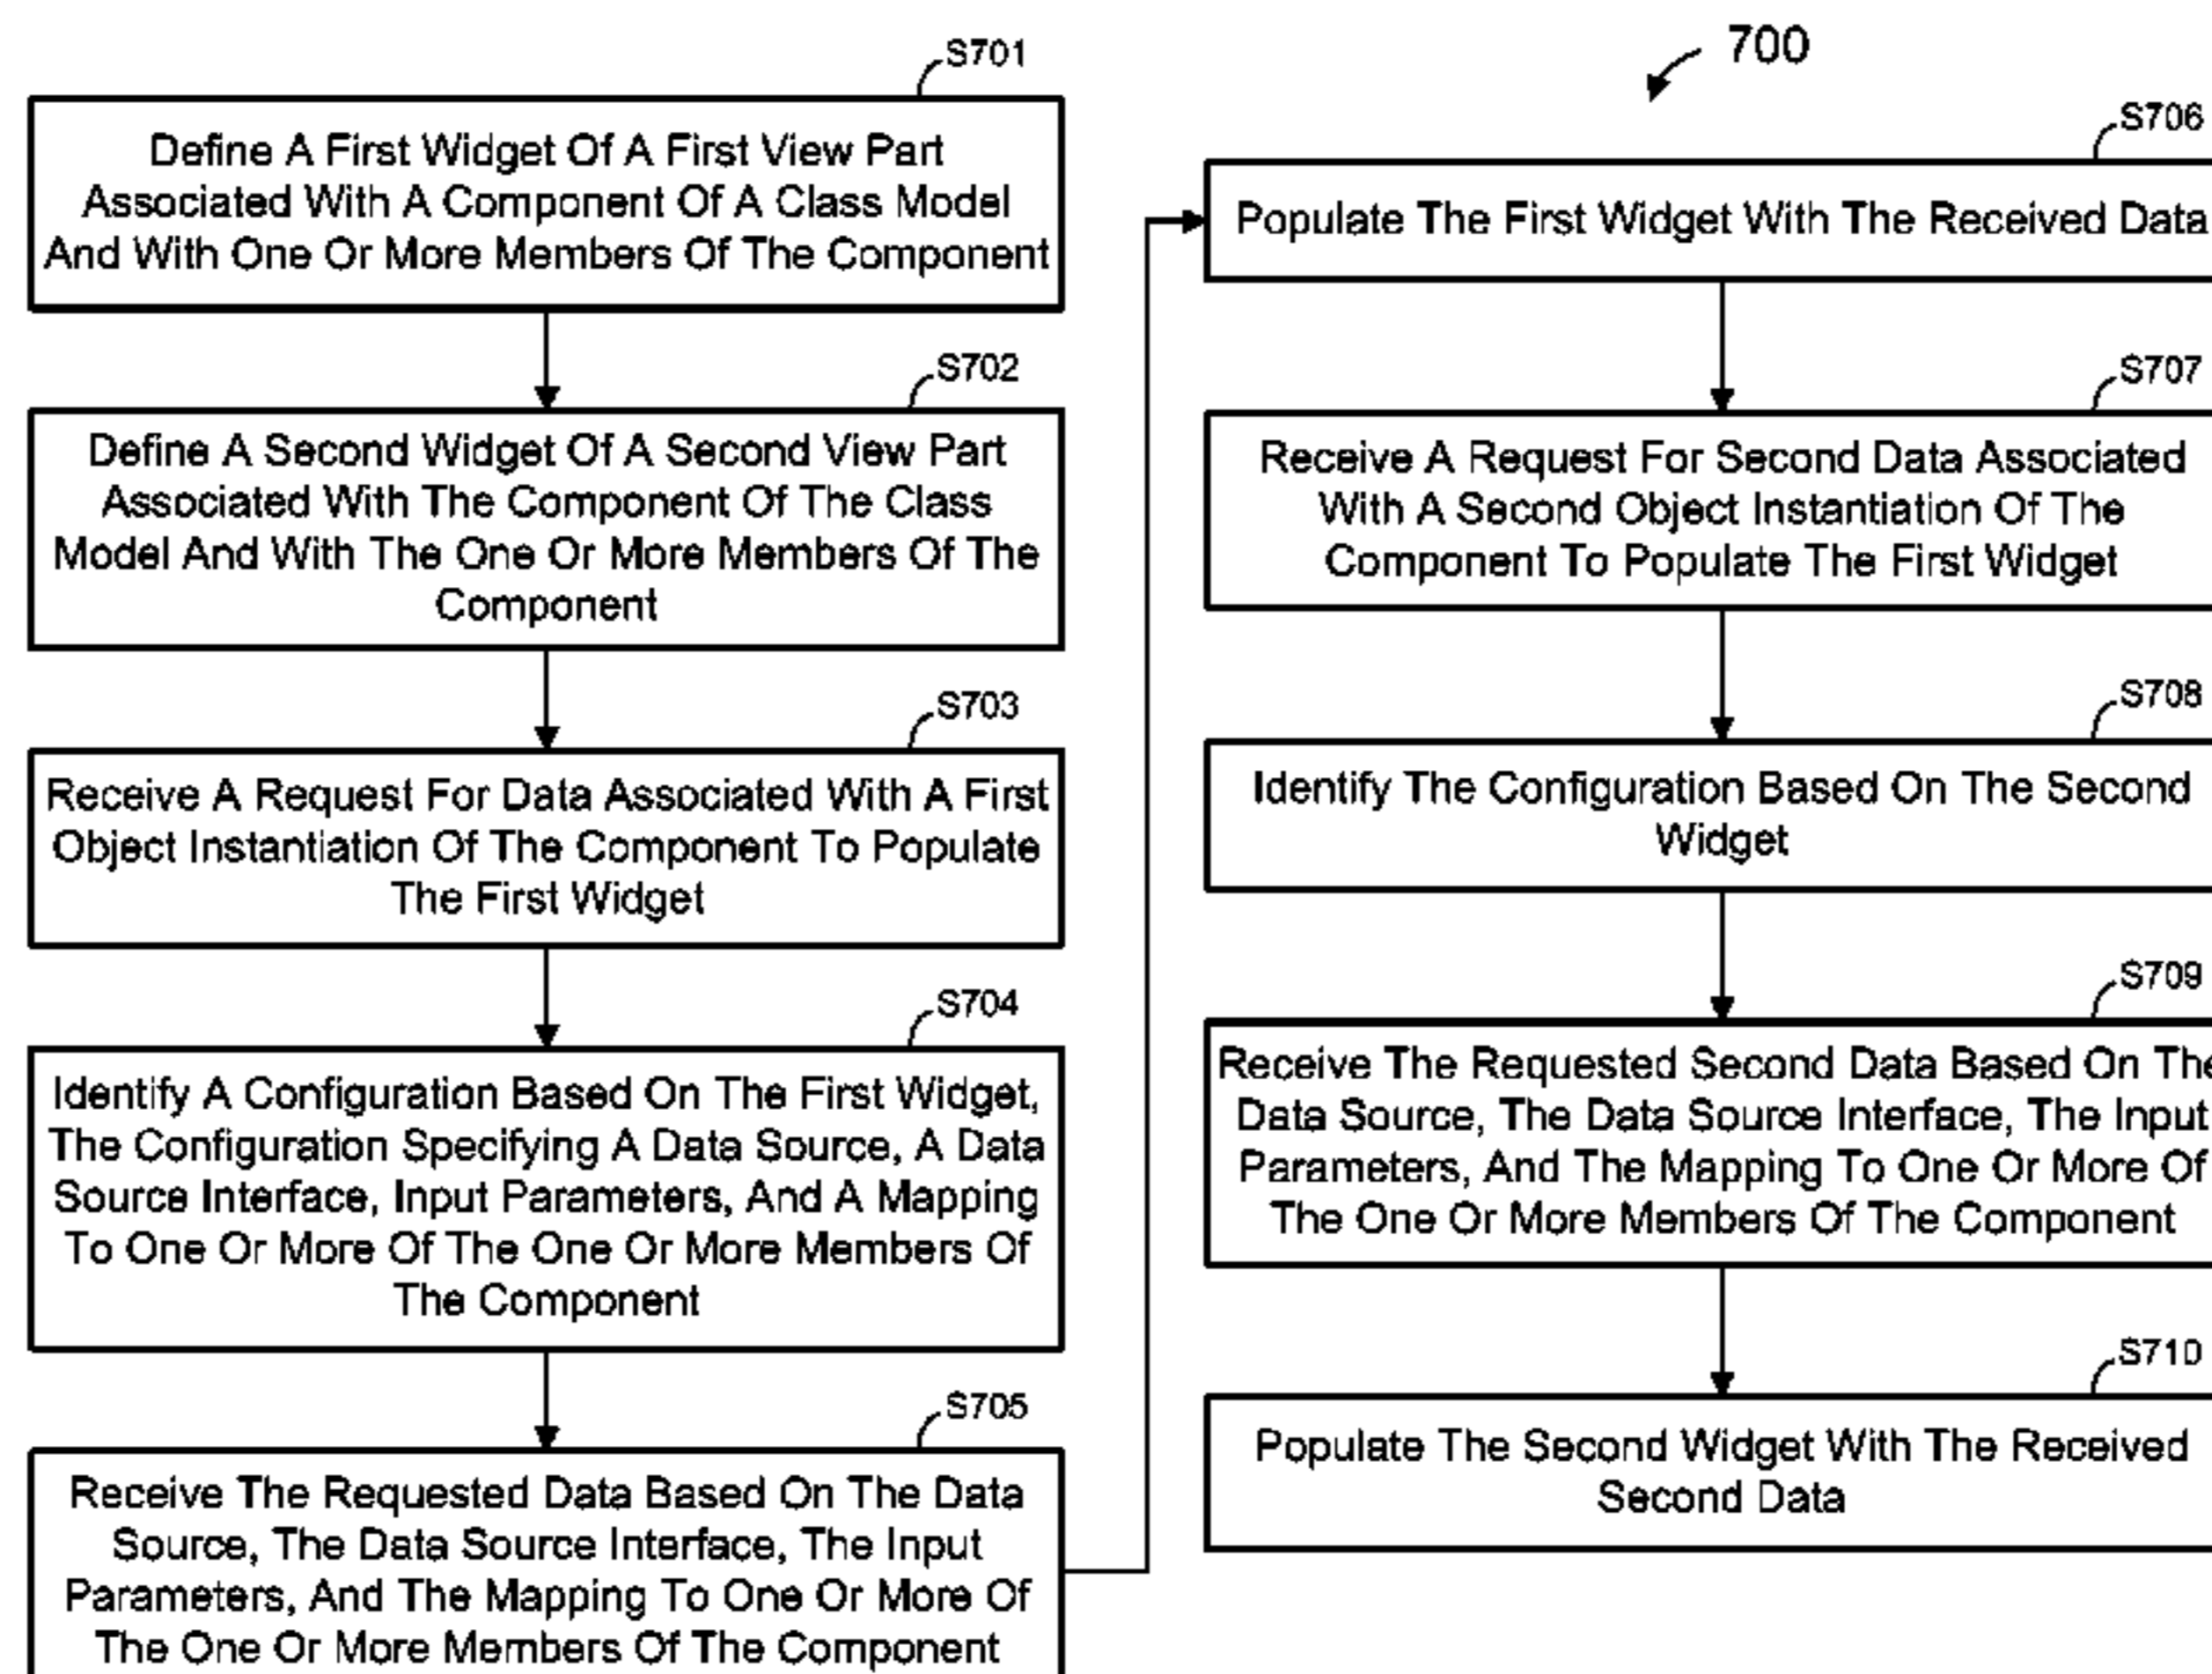 S701
Define A First Widget Of A First View Part
Associated With A Component Of A Class Model
And With One Or More Members Of The Component
S702
Define A Second Widget Of A Second View Part
Associated With The Component Of The Class
Model And With The One Or More Members Of The
Component
S703
Receive A Request For Data Associated With A First
Object Instantiation Of The Component To Populate
The First Widget
S704
Identify A Configuration Based On The First Widget,
The Configuration Specifying A Data Source, A Data
Source Interface, Input Parameters, And A Mapping
To One Or More Of The One Or More Members Of
The Component
S705
Receive The Requested Data Based On The Data
Source, The Data Source Interface, The Input
Parameters, And The Mapping To One Or More Of
The One Or More Members Of The Component
700
S706
Populate The First Widget With The Received Data
S707
Receive A Request For Second Data Associated
With A Second Object Instantiation Of The
Component To Populate The First Widget
S708
Identify The Configuration Based On The Second
Widget
S709
Receive The Requested Second Data Based On The
Data Source, The Data Source Interface, The Input
Parameters, And The Mapping To One Or More Of
The One Or More Members Of The Component
S710
Populate The Second Widget With The Received
Second Data